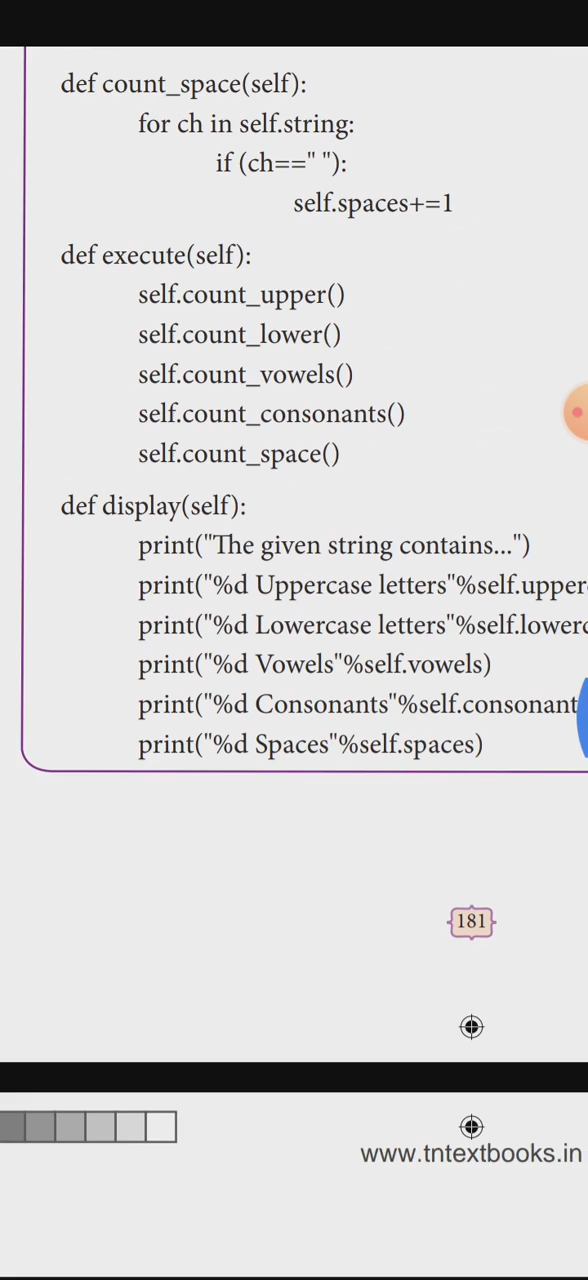 def count_space(self):
for ch in self.string:
if (ch==" "):
self.spaces+=1
def execute(self):
self.count_upper()
self.count_lower()
self.count_vowels()
self.count_consonants()
self.count_space()
def display(self):
print("The given string contains...")
print("%d Uppercase letters"%self.upper
print("%d Lowercase letters"%self.lower
print("%d Vowels"%self.vowels)
print("%d Consonants"%self.consonant
print("%d Spaces"%self.spaces)
181
www.tntextbooks.in